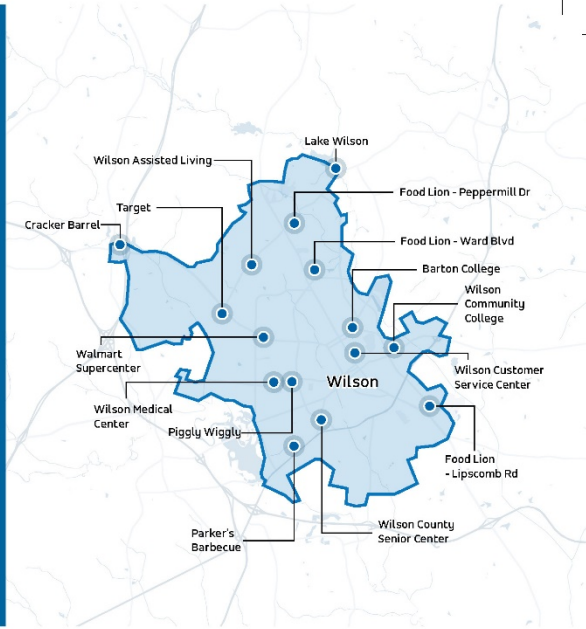 Lake Wilson
Wilson Assisted Living
Food Lion - Peppermill Dr
Target
Cracker Barrel
Food Lion - Ward Blvd
Barton College
Wilson
Community
College
Walmart
Supercenter
Wilson Customer
Service Center
Wilson
Wilson Medical
Center
Piggly Wiggly
Food Lion
- Lipscomb Rd
Wilson County
Senior Center
Parker's
Barbecue